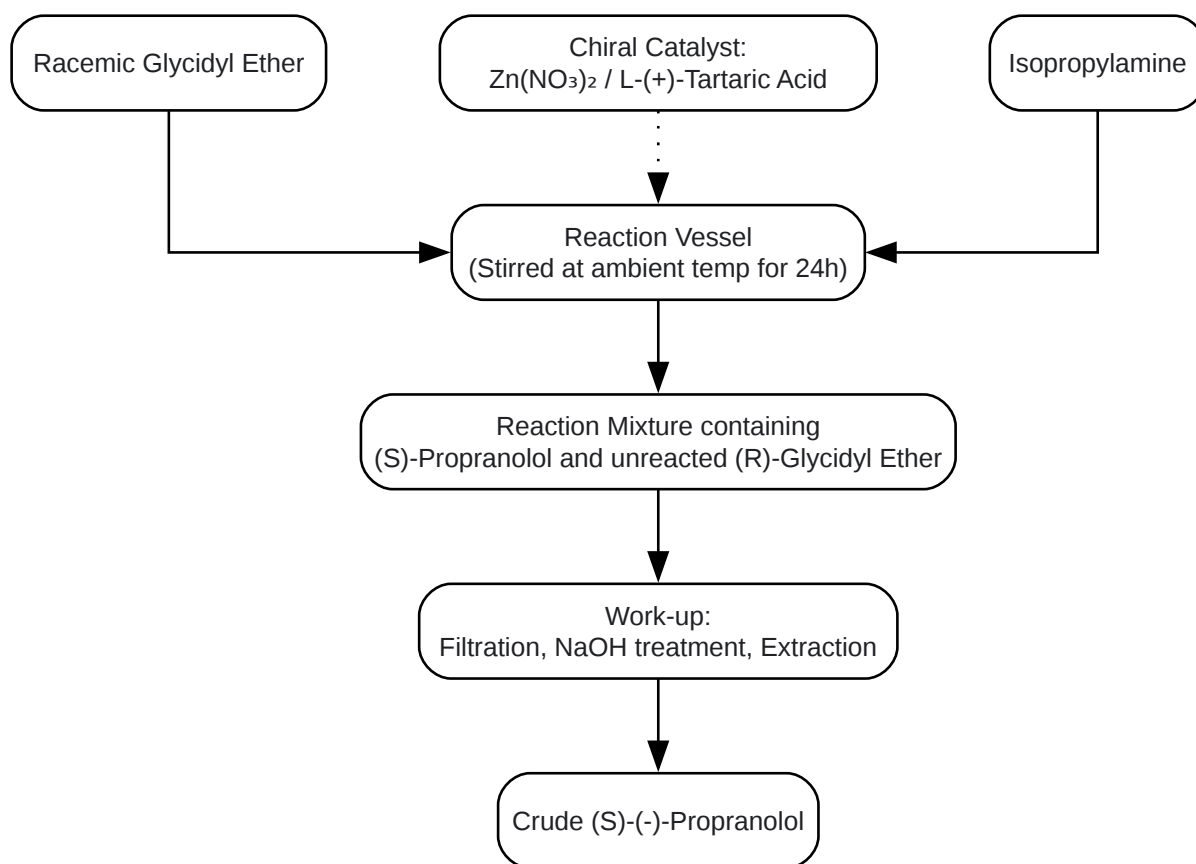 Racemic Glycidyl Ether
Chiral Catalyst:
Zn(NO₃)₂ / L-(+)-Tartaric Acid
Isopropylamine
Reaction Vessel
(Stirred at ambient temp for 24h)
Reaction Mixture containing
(S)-Propranolol and unreacted (R)-Glycidyl Ether
Work-up:
Filtration, NaOH treatment, Extraction
Crude (S)-(-)-Propranolol